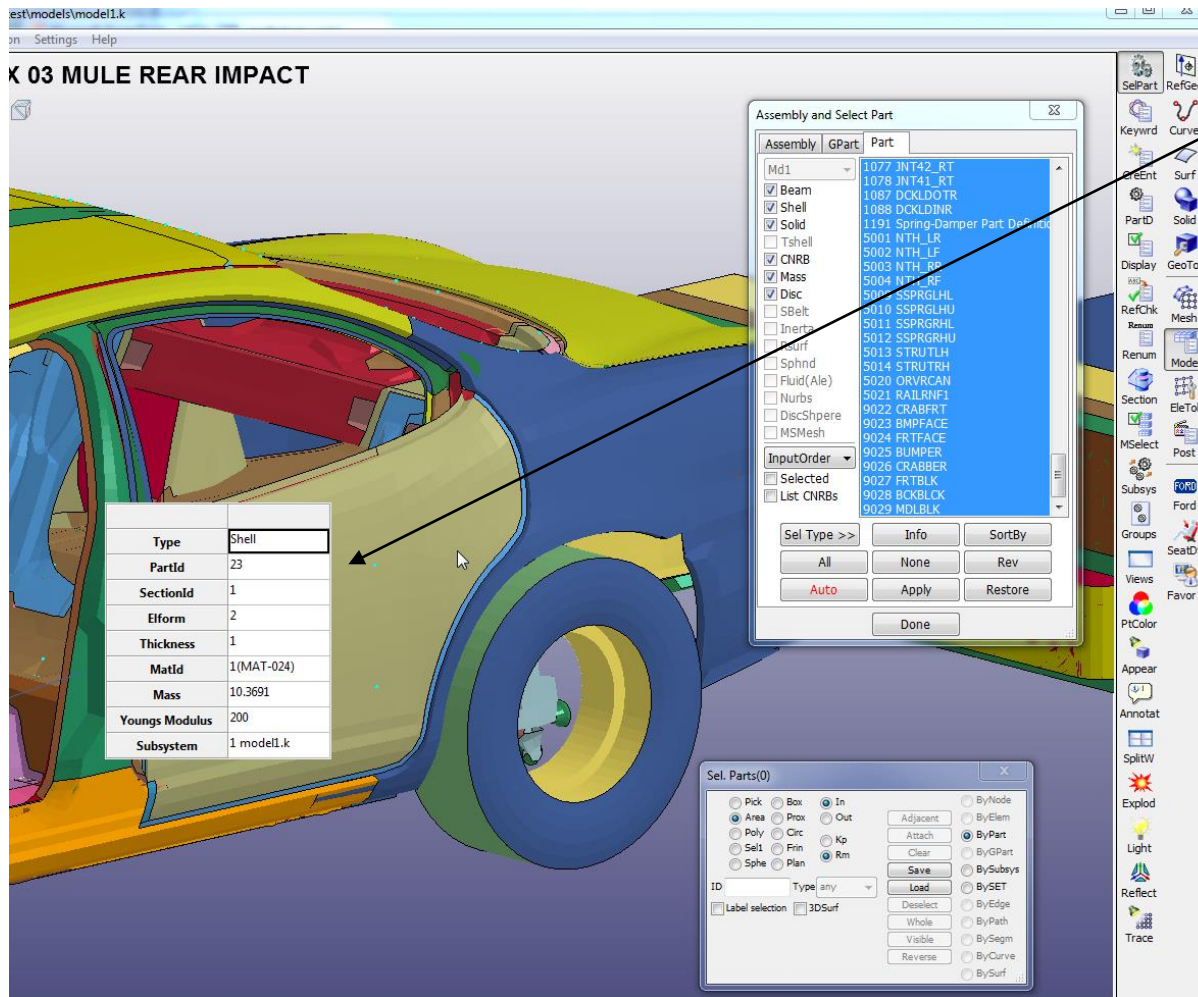 test\models\model1.k
on Settings Help
X 03 MULE REAR IMPACT
Assembly and Select Part
Assembly GPart Part
Md1
Beam
Shell
Solid
Tshell
CNRB
Mass
Disc
SBelt
Inerta
Rsurf
Sphnd
Fluid(Ale)
Nurbs
DiscShpere
MSMesh
InputOrder
Selected
List CNRBs
1077 JNT42_RT
1078 JNT41_RT
1087 DCKLDOTR
1088 DCKLDINR
1191 Spring-Damper Part Definitic
5001 NTH_LR
5002 NTH_LF
5003 NTH_RR
5004 NTH_RF
5009 SSPRGLHL
5010 SSPRGLHU
5011 SSPRGRHL
5012 SSPRGRHU
5013 STRUTLH
5014 STRUTRH
5020 ORVRCAN
5021 RAILRNF1
9022 CRABFRT
9023 BMPFACE
9024 FRTFACE
9025 BUMPER
9026 CRABBER
9027 FRTBLK
9028 BCKBLCK
9029 MDLBLK
Sel Type >> Info SortBy
All None Rev
Auto Apply Restore
Done
Type Shell
PartId 23
SectionId 1
Elform 2
Thickness 1
MatId 1(MAT-024)
Mass 10.3691
Youngs Modulus 200
Subsystem 1 model1.k
Sel. Parts(0)
Pick Box In
Area Prox Out
Poly Circ Kp
Sel1 Frin Rm
Sphe Plan
ID Type any
Label selection 3DSurf
Adjacent
Attach
Clear
Save
Load
Deselect
Whole
Visible
Reverse
ByNode
ByElem
ByPart
ByGPart
BySubsys
BySET
ByEdge
ByPath
BySegm
ByCurve
BySurf
SelPart RefGe
Keywrd Curve
CreEnt Surf
PartD Solid
Display GeoTo
RefChk Mesh
Renum
Renum Mode
Section EleTo
MSelect Post
Subsys FORD
Ford
Groups SeatD
Views Favor
PtColor
Appear
Annotat
SplitW
Explod
Light
Reflect
Trace